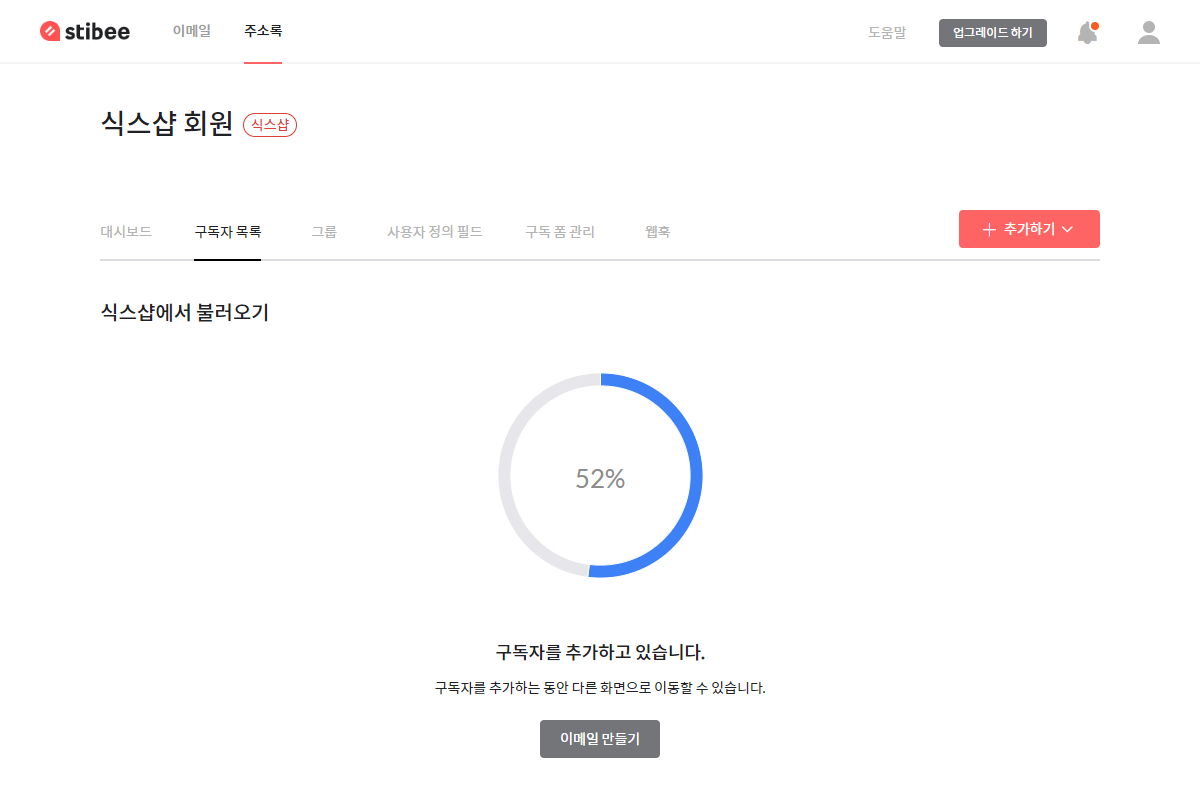 stibee 이메일 주소록 도움말 업그레이드 하기
식스샵 회원 식스샵
대시보드 구독자 목록 그룹 사용자 정의 필드 구독 폼 관리 웹훅 추가하기
식스샵에서 불러오기
52%
구독자를 추가하고 있습니다.
구독자를 추가하는 동안 다른 화면으로 이동할 수 있습니다.
이메일 만들기